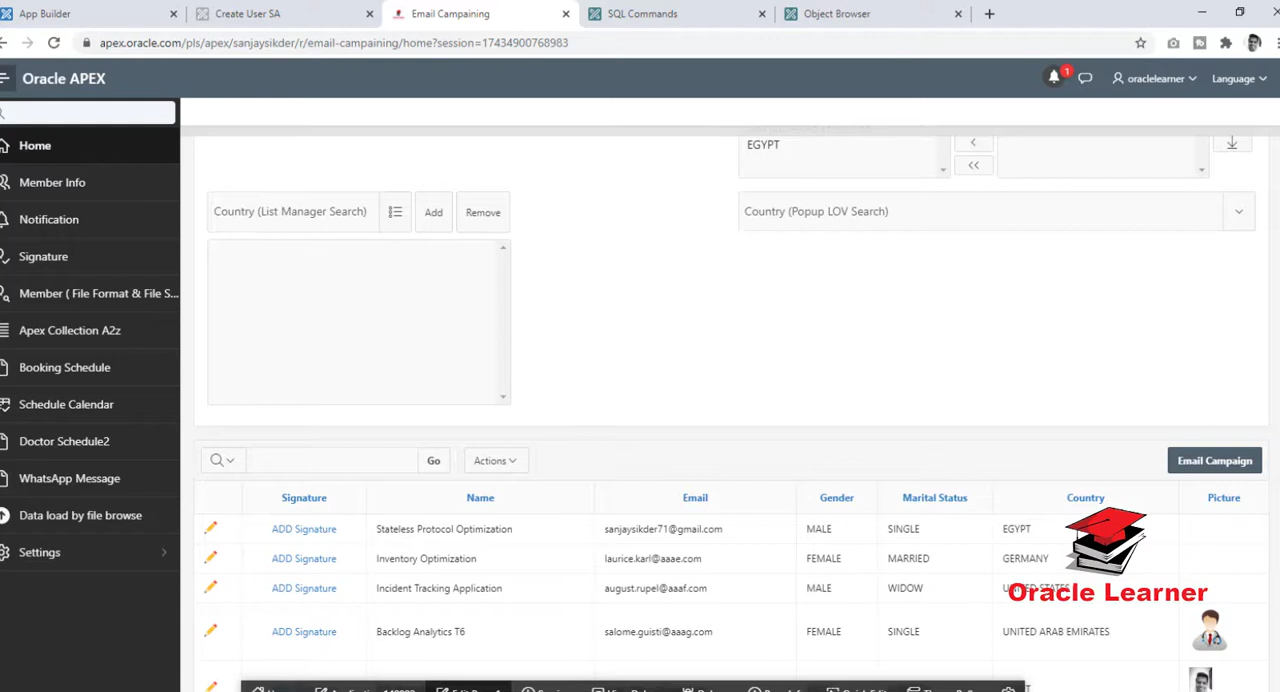 App Builder
Create User SA
Email Campaining
SQL Commands
Object Browser
apex.oracle.com/pls/apex/sanjaysikder/r/email-campaining/home?session=17434900768983
Oracle APEX
1
oraclelearner
Language
Home
Member Info
Notification
Signature
Member ( File Format & File S...
Apex Collection A2z
Booking Schedule
Schedule Calendar
Doctor Schedule2
WhatsApp Message
Data load by file browse
Settings
EGYPT
Country (List Manager Search)
Add
Remove
Country (Popup LOV Search)
Go
Actions
Email Campaign
Signature Name Email Gender Marital Status Country Picture
ADD Signature Stateless Protocol Optimization sanjaysikder71@gmail.com MALE SINGLE EGYPT
ADD Signature Inventory Optimization laurice.karl@aaae.com FEMALE MARRIED GERMANY
ADD Signature Incident Tracking Application august.rupel@aaaf.com MALE WIDOW UNITED STATES
Oracle Learner
ADD Signature Backlog Analytics T6 salome.guisti@aaag.com FEMALE SINGLE UNITED ARAB EMIRATES